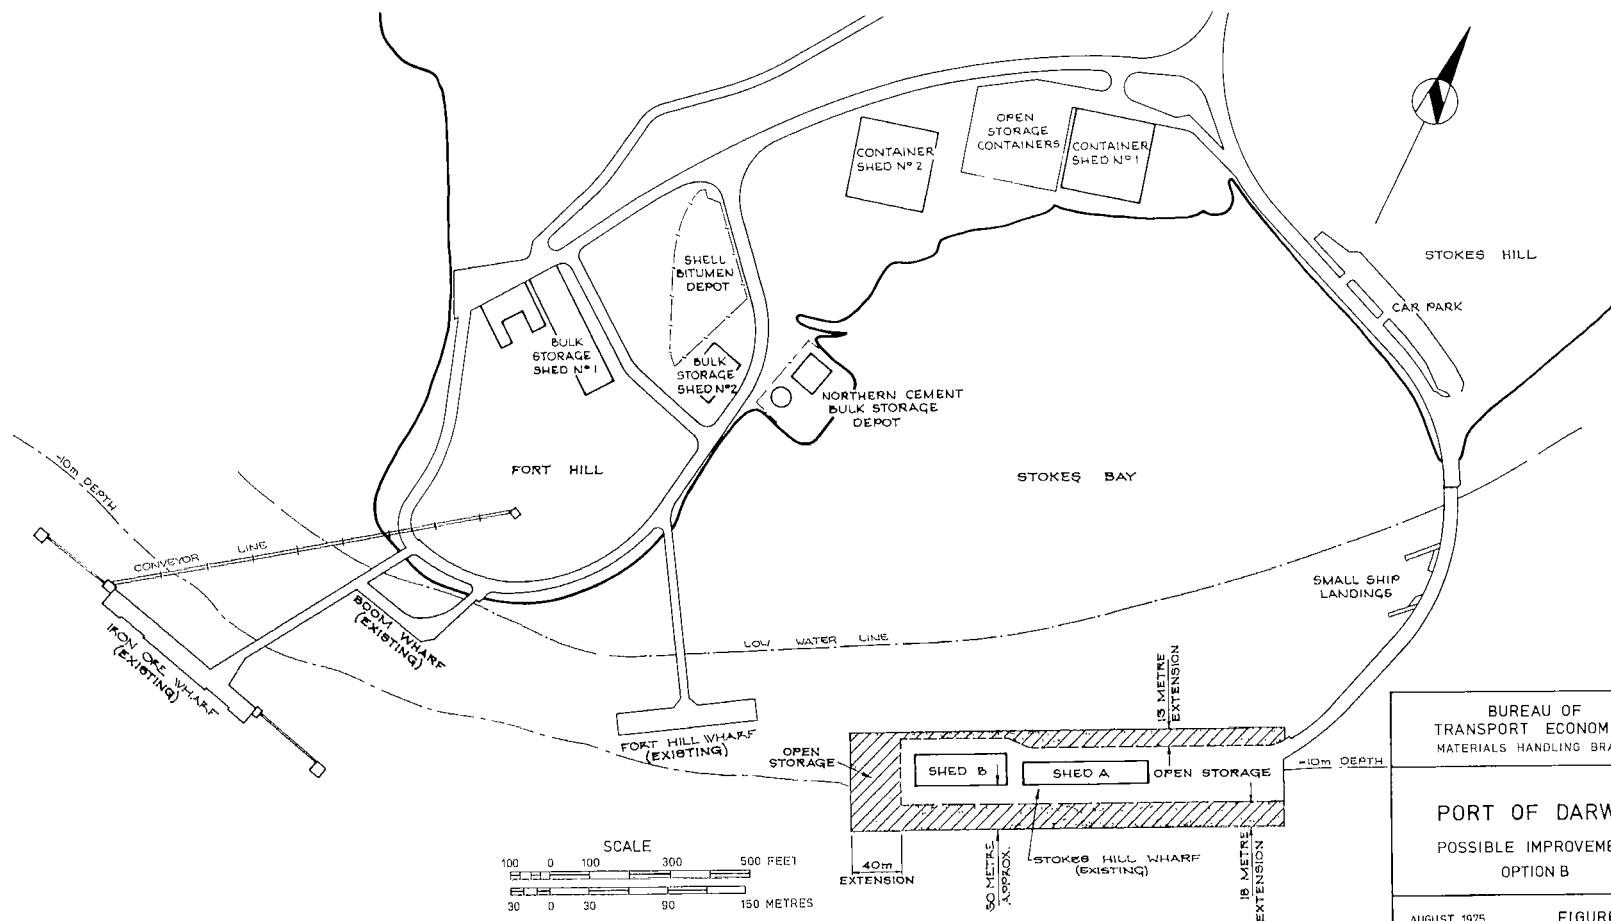 OPEN
STORAGE
CONTAINERS
CONTAINER
SHED Nº 2
CONTAINER
SHED Nº 1
STOKES HILL
CAR PARK
SHELL
BITUMEN
DEPOT
BULK
STORAGE
SHED Nº 1
BULK
STORAGE
SHED Nº 2
NORTHERN CEMENT
BULK STORAGE
DEPOT
FORT HILL
STOKES BAY
-10m DEPTH
CONVEYOR LINE
SMALL SHIP
LANDINGS
BOOM WHARF
(EXISTING)
IRON ORE WHARF
(EXISTING)
LOW WATER LINE
FORT HILL WHARF
(EXISTING)
13 METRE
EXTENSION
OPEN
STORAGE
SHED B
SHED A
OPEN STORAGE
-10m DEPTH
40m
EXTENSION
30 METRE
APPROX.
STOKES HILL WHARF
(EXISTING)
18 METRE
EXTENSION
SCALE
100 0 100 300 500 FEET
30 0 30 90 150 METRES
BUREAU OF
TRANSPORT ECONOM
MATERIALS HANDLING BRA
PORT OF DARW
POSSIBLE IMPROVEME
OPTION B
AUGUST 1975 FIGURE